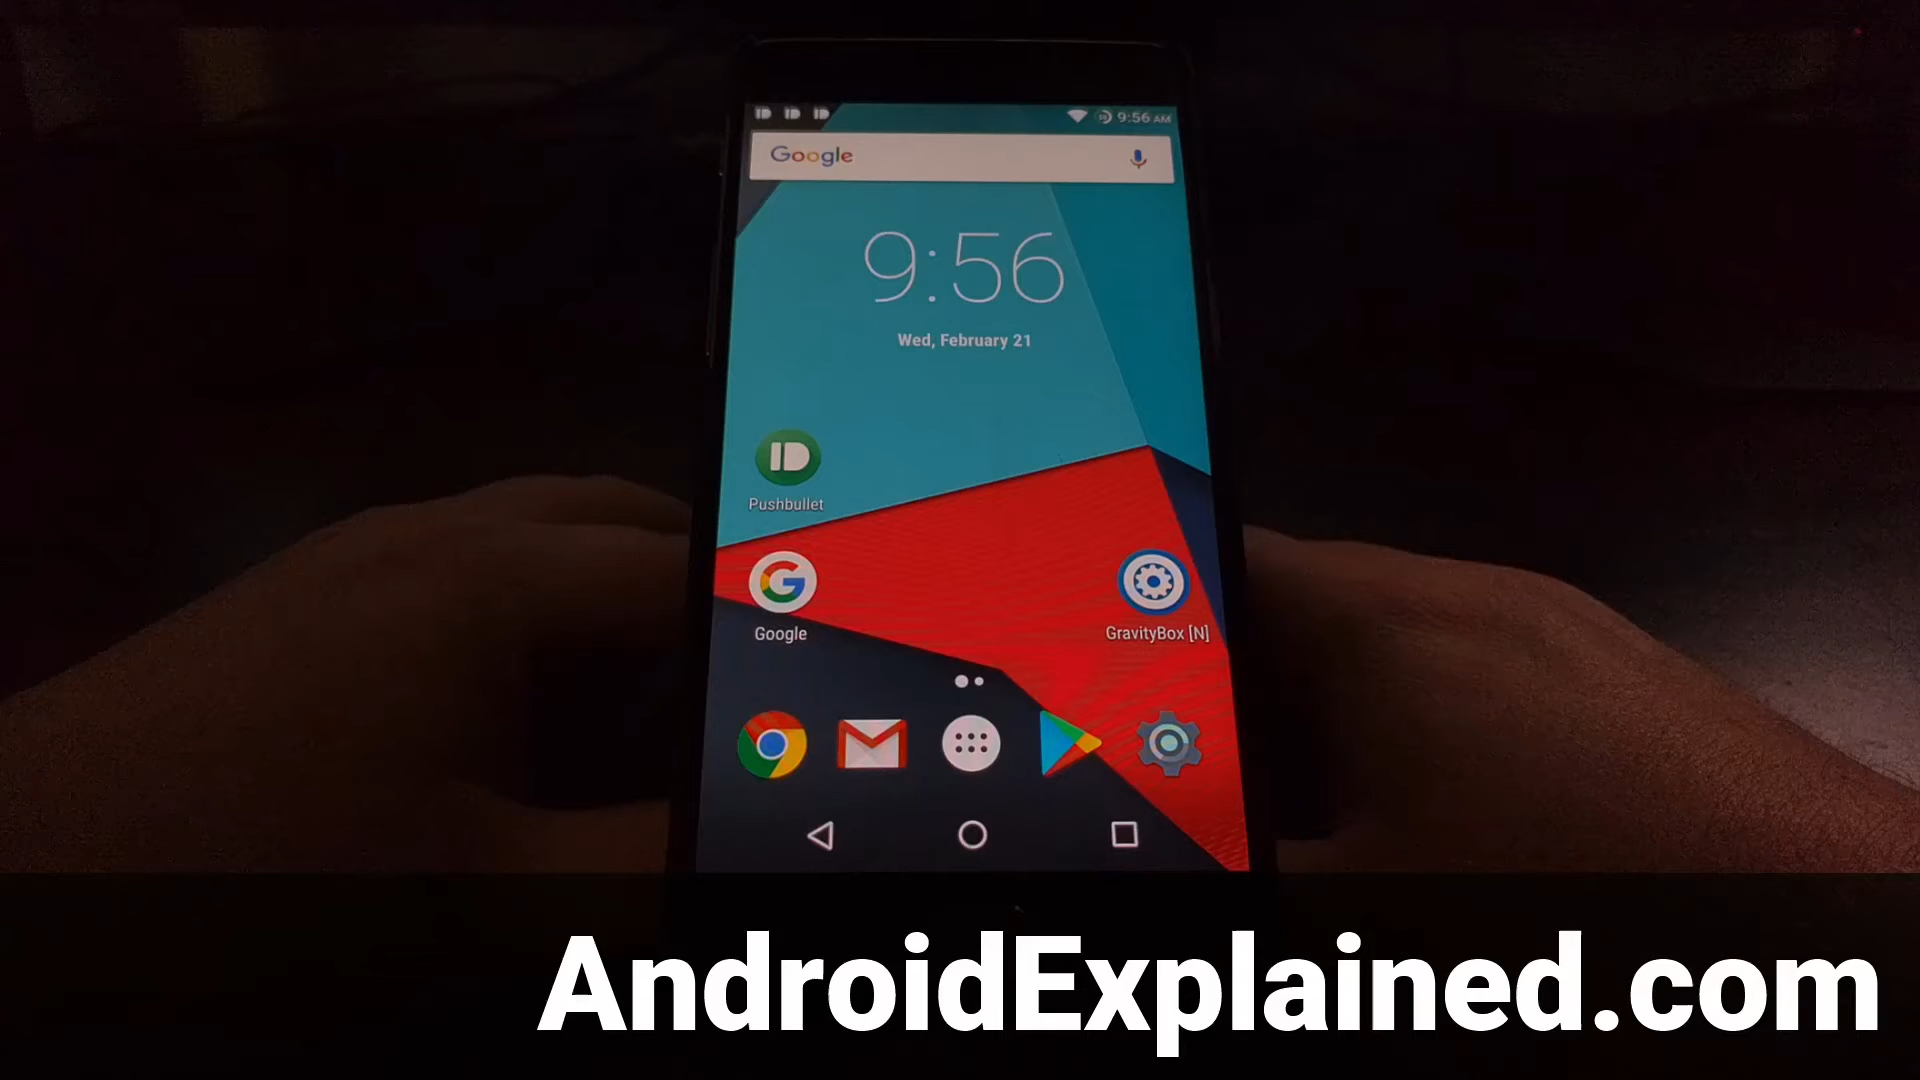 9:56 AM
Google
9:56
Wed, February 21
Pushbullet
Google
GravityBox [N]
AndroidExplained.com